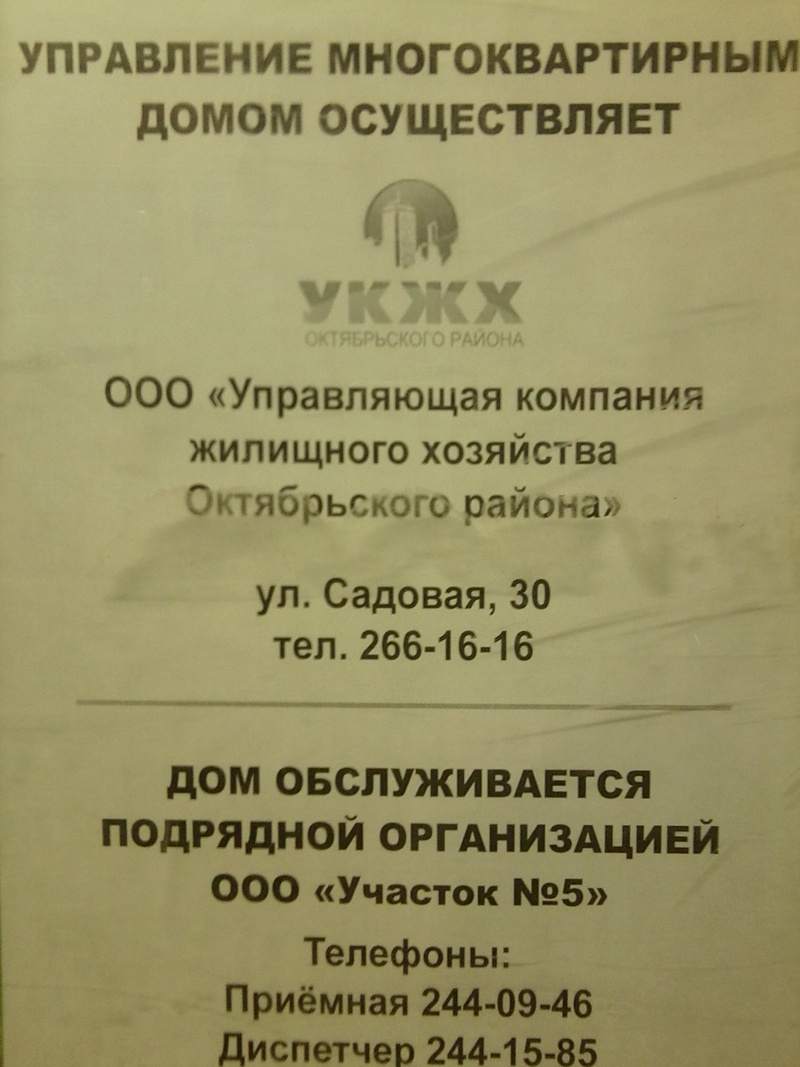 УПРАВЛЕНИЕ МНОГОКВАРТИРНЫМ
ДОМОМ ОСУЩЕСТВЛЯЕТ
УКЖХ
ОКТЯБРЬСКОГО РАЙОНА
ООО «Управляющая компания
жилищного хозяйства
Октябрьского района»
ул. Садовая, 30
тел. 266-16-16
ДОМ ОБСЛУЖИВАЕТСЯ
ПОДРЯДНОЙ ОРГАНИЗАЦИЕЙ
ООО «Участок №5»
Телефоны:
Приёмная 244-09-46
Диспетчер 244-15-85